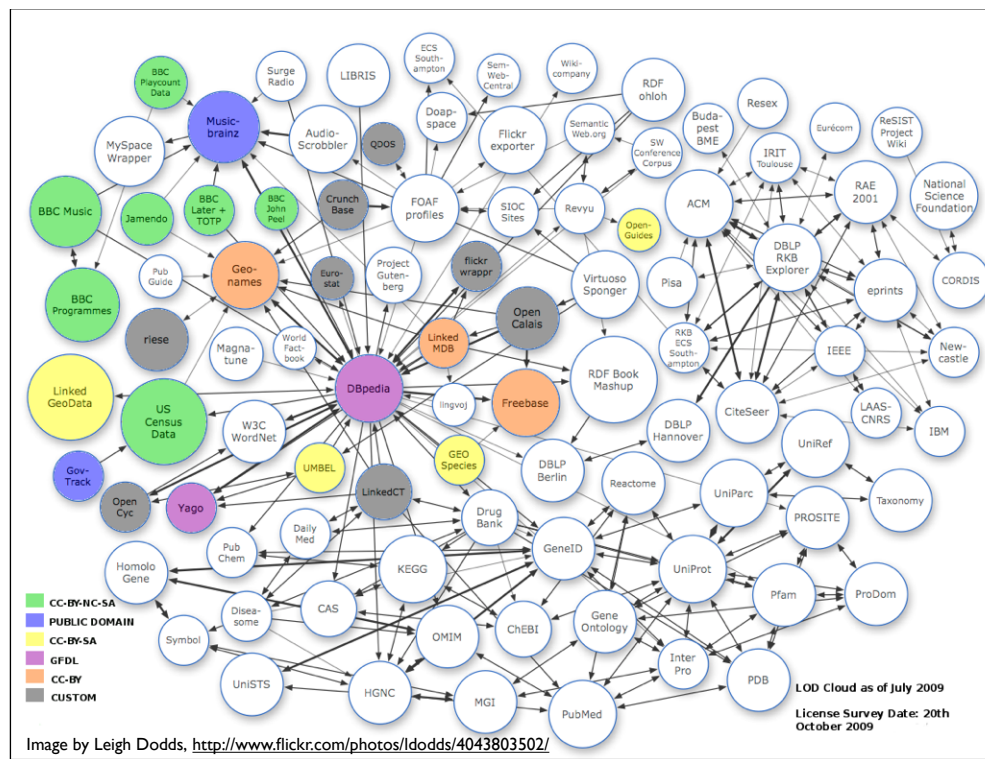 BBC
Playcount
Data
Surge
Radio
LIBRIS
ECS
South-
ampton
Sem-
Web-
Central
Wiki-
company
RDF
ohloh
Resex
Music-
brainz
MySpace
Wrapper
Audio-
Scrobbler
QDOS
Doap-
space
Flickr
exporter
Semantic
Web.org
SW
Conference
Corpus
Buda-
pest
BME
IRIT
Toulouse
Eurécom
ReSIST
Project
Wiki
BBC Music
Jamendo
BBC
Later +
TOTP
BBC
John
Peel
Crunch
Base
FOAF
profiles
SIOC
Sites
Revyu
Open-
Guides
ACM
RAE
2001
National
Science
Foundation
BBC
Programmes
Pub
Guide
Geo-
names
Euro-
stat
Project
Guten-
berg
flickr
wrappr
Virtuoso
Sponger
Pisa
DBLP
RKB
Explorer
eprints
CORDIS
riese
Magna-
tune
World
Fact-
book
Linked
MDB
Open
Calais
RKB
ECS
South-
ampton
IEEE
New-
castle
Linked
GeoData
US
Census
Data
W3C
WordNet
DBpedia
lingvoj
Freebase
RDF Book
Mashup
DBLP
Hannover
CiteSeer
LAAS-
CNRS
IBM
Gov-
Track
Open
Cyc
Yago
UMBEL
LinkedCT
GEO
Species
DBLP
Berlin
Reactome
UniParc
UniRef
Taxonomy
PROSITE
Daily
Med
Drug
Bank
Pub
Chem
Homolo
Gene
KEGG
GeneID
UniProt
Pfam
ProDom
Disea-
some
CAS
ChEBI
Gene
Ontology
Symbol
OMIM
Inter
Pro
UniSTS
HGNC
MGI
PubMed
PDB
CC-BY-NC-SA
PUBLIC DOMAIN
CC-BY-SA
GFDL
CC-BY
CUSTOM
LOD Cloud as of July 2009
License Survey Date: 20th
October 2009
Image by Leigh Dodds, http://www.flickr.com/photos/ldodds/4043803502/